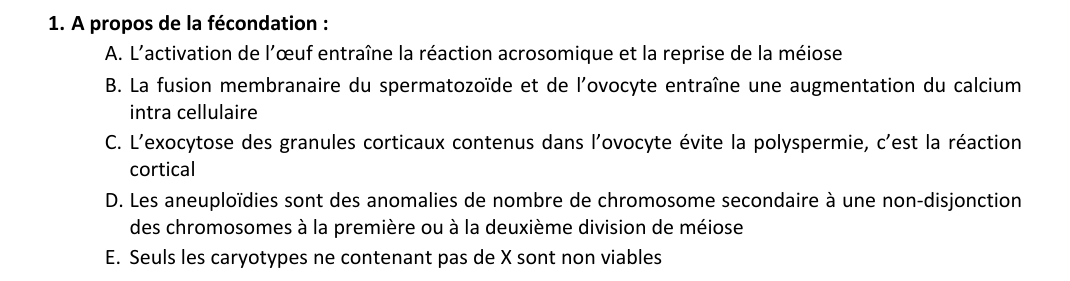 1. A propos de la fécondation :
A. L’activation de l’œuf entraîne la réaction acrosomique et la reprise de la méiose
B. La fusion membranaire du spermatozoïde et de l’ovocyte entraîne une augmentation du calcium
intra cellulaire
C. L’exocytose des granules corticaux contenus dans l’ovocyte évite la polyspermie, c’est la réaction
cortical
D. Les aneuploïdies sont des anomalies de nombre de chromosome secondaire à une non-disjonction
des chromosomes à la première ou à la deuxième division de méiose
E. Seuls les caryotypes ne contenant pas de X sont non viables